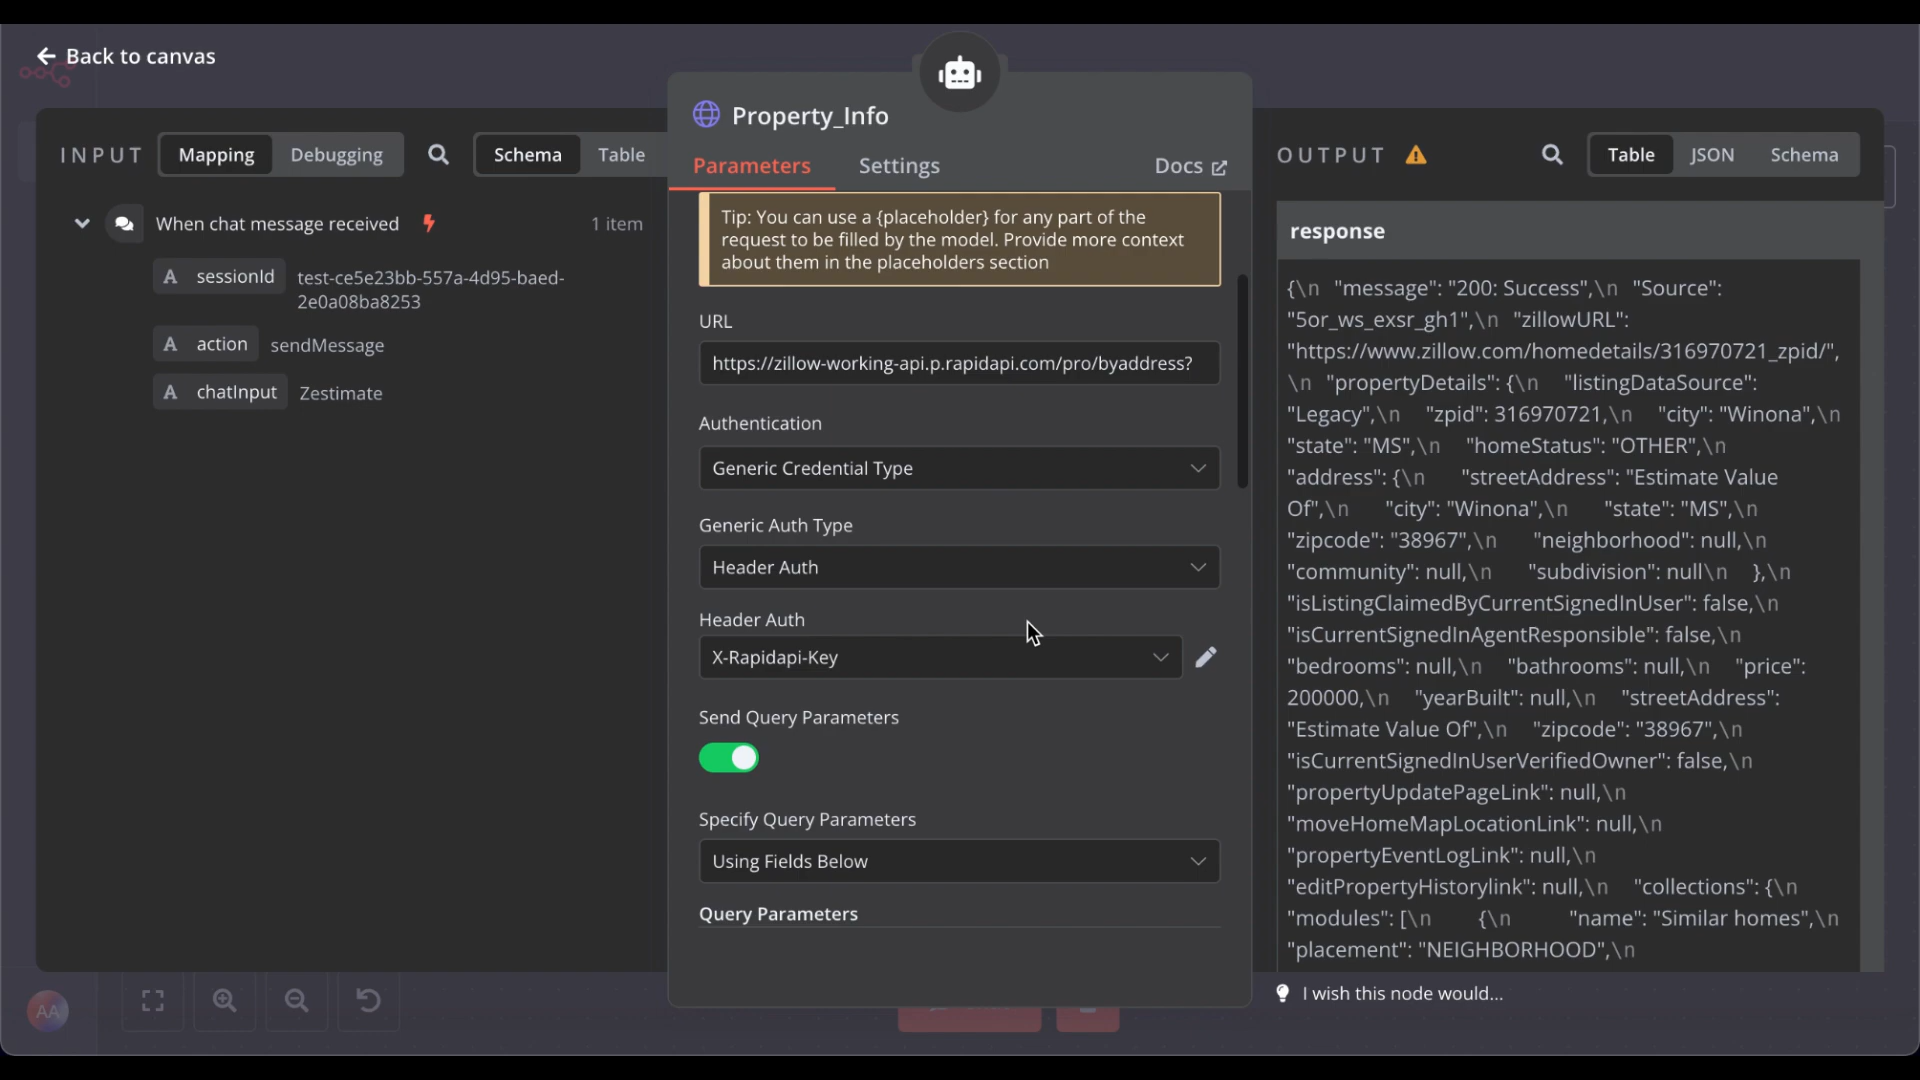 Back to canvas
INPUT
Mapping
Debugging
Schema
Table
When chat message received
1 item
A sessionId test-ce5e23bb-557a-4d95-baed-
2e0a08ba8253
A action sendMessage
A chatInput Zestimate
Property_Info
Parameters
Settings
Docs
Tip: You can use a {placeholder} for any part of the
request to be filled by the model. Provide more context
about them in the placeholders section
URL
https://zillow-working-api.p.rapidapi.com/pro/byaddress?
Authentication
Generic Credential Type
Generic Auth Type
Header Auth
Header Auth
X-Rapidapi-Key
Send Query Parameters
Specify Query Parameters
Using Fields Below
Query Parameters
OUTPUT
Table
JSON
Schema
response
{\n "message": "200: Success",\n "Source":
"5or_ws_exsr_gh1",\n "zillowURL":
"https://www.zillow.com/homedetails/316970721_zpid/",
\n "propertyDetails": {\n "listingDataSource":
"Legacy",\n "zpid": 316970721,\n "city": "Winona",\n
"state": "MS",\n "homeStatus": "OTHER",\n
"address": {\n "streetAddress": "Estimate Value
Of",\n "city": "Winona",\n "state": "MS",\n
"zipcode": "38967",\n "neighborhood": null,\n
"community": null,\n "subdivision": null\n },\n
"isListingClaimedByCurrentSignedInUser": false,\n
"isCurrentSignedInAgentResponsible": false,\n
"bedrooms": null,\n "bathrooms": null,\n "price":
200000,\n "yearBuilt": null,\n "streetAddress":
"Estimate Value Of",\n "zipcode": "38967",\n
"isCurrentSignedInUserVerifiedOwner": false,\n
"propertyUpdatePageLink": null,\n
"moveHomeMapLocationLink": null,\n
"propertyEventLogLink": null,\n
"editPropertyHistorylink": null,\n "collections": {\n
"modules": [\n {\n "name": "Similar homes",\n
"placement": "NEIGHBORHOOD",\n
I wish this node would...
AA